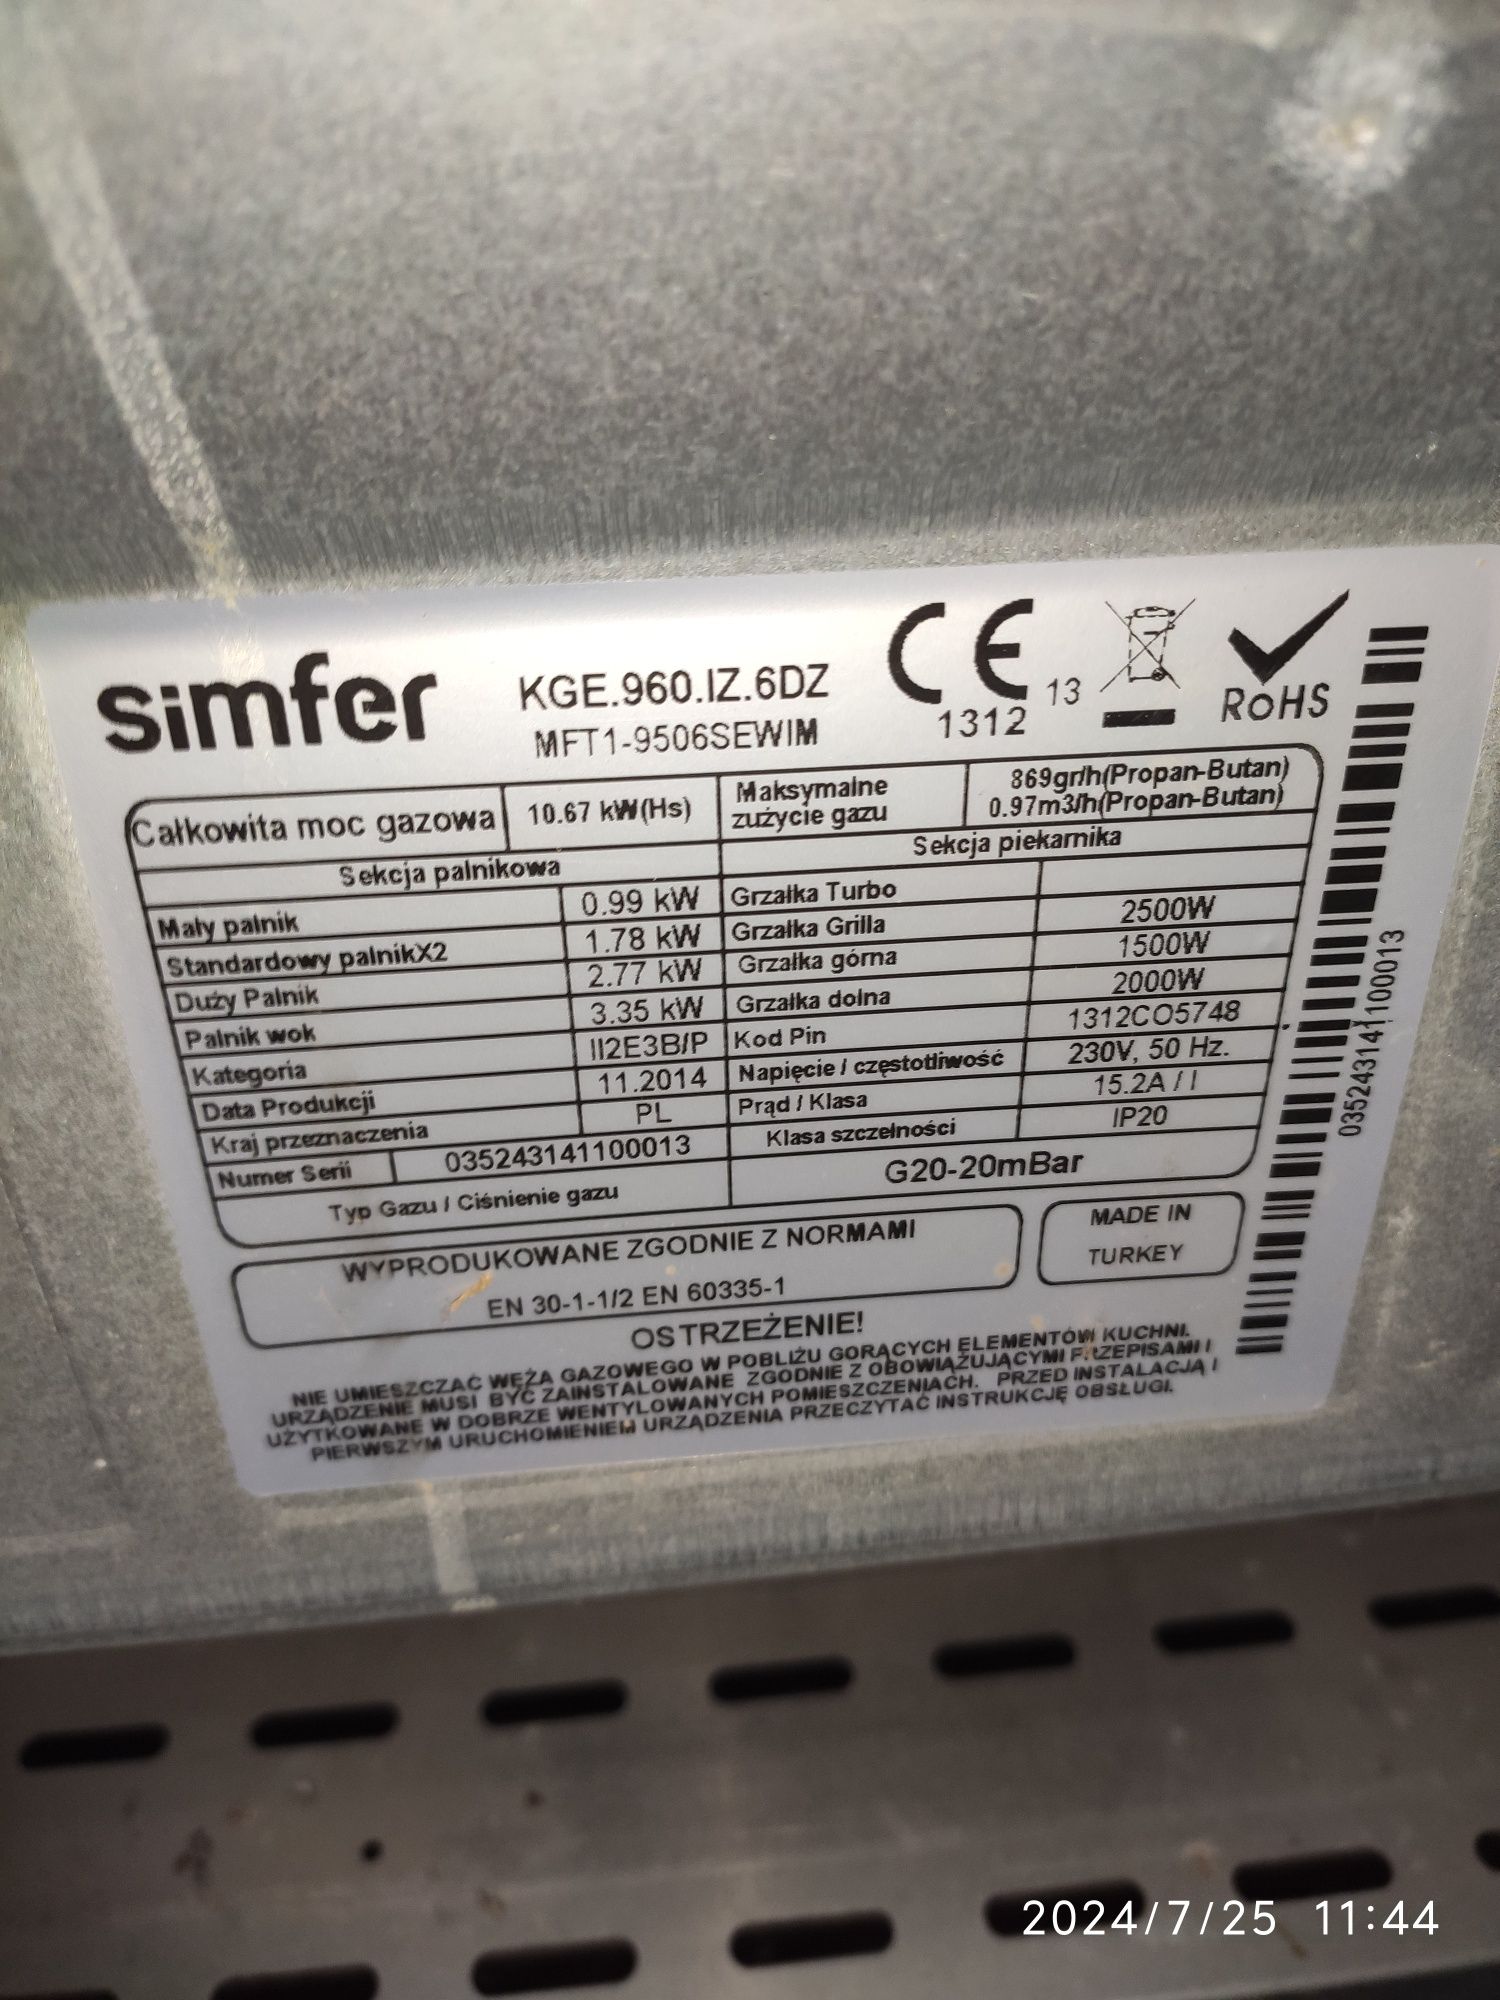 simfer
KGE.960.IZ.6DZ
MFT1-9506SEWIM
CE
1312
13
RoHS
Całkowita moc gazowa 10.67 kW(Hs) Maksymalne zużycie gazu 869gr/h(Propan-Butan)
0.97m3/h(Propan-Butan)
Sekcja palnikowa Sekcja piekarnika
Mały palnik 0.99 kW Grzałka Turbo
Standardowy palnikX2 1.78 kW Grzałka Grilla 2500W
Duży Palnik 2.77 kW Grzałka górna 1500W
Palnik wok 3.35 kW Grzałka dolna 2000W
Kategoria II2E3B/P Kod Pin 1312CO5748
Data Produkcji 11.2014 Napięcie / częstotliwość 230V, 50 Hz.
Kraj przeznaczenia PL Prąd / Klasa 15.2A / I
Numer Serii 035243141100013 Klasa szczelności IP20
Typ Gazu / Ciśnienie gazu G20-20mBar
WYPRODUKOWANE ZGODNIE Z NORMAMI
EN 30-1-1/2 EN 60335-1
MADE IN
TURKEY
OSTRZEŻENIE!
NIE UMIESZCZAĆ WĘŻA GAZOWEGO W POBLIŻU GORĄCYCH ELEMENTÓW KUCHNI.
URZĄDZENIE MUSI BYĆ ZAINSTALOWANE ZGODNIE Z OBOWIĄZUJĄCYMI PRZEPISAMI I
UŻYTKOWANE W DOBRZE WENTYLOWANYCH POMIESZCZENIACH. PRZED INSTALACJĄ I
PIERWSZYM URUCHOMIENIEM URZĄDZENIA PRZECZYTAĆ INSTRUKCJĘ OBSŁUGI.
035243141100013
2024/7/25 11:44